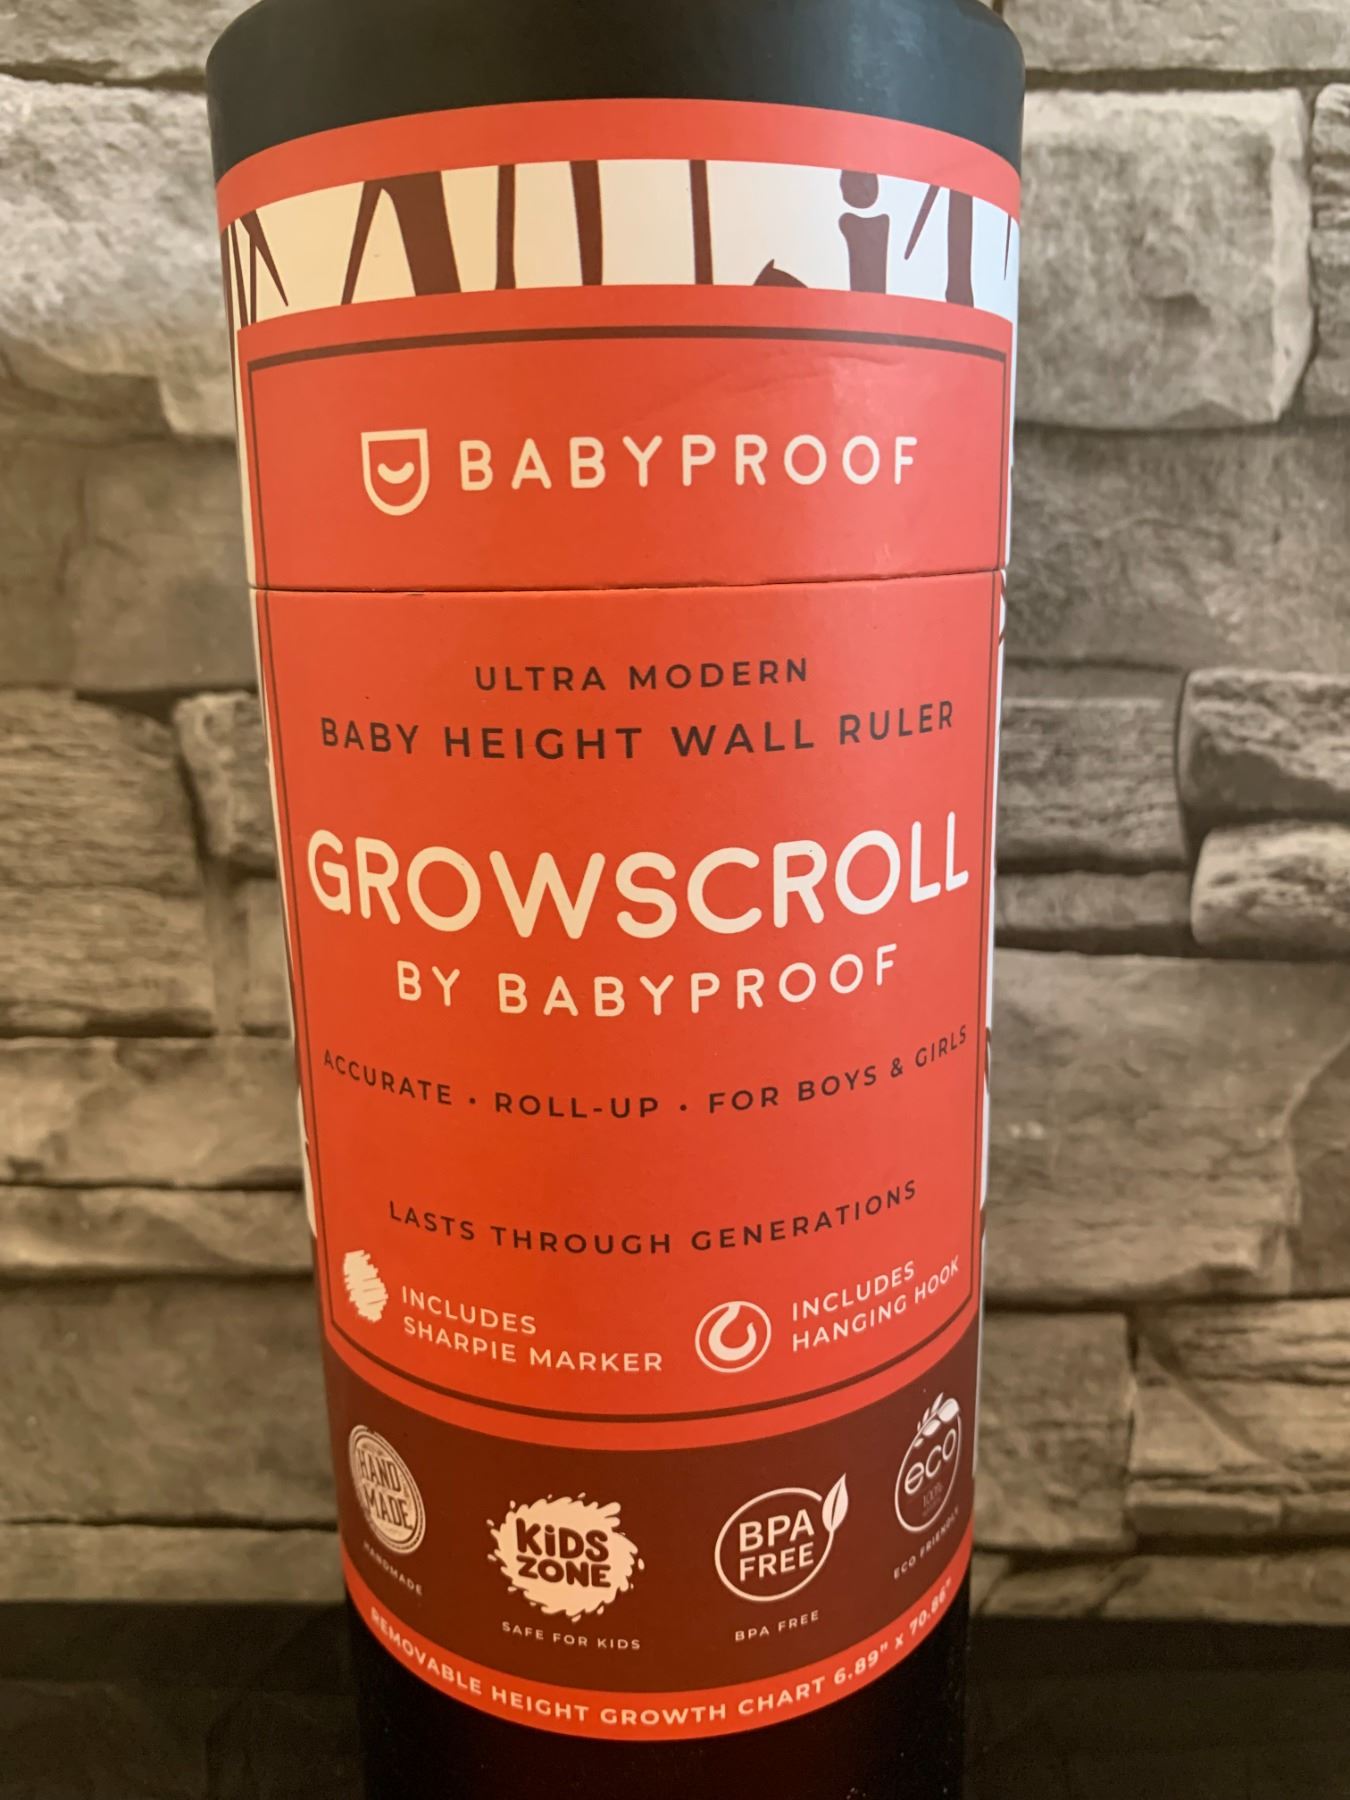 BABYPROOF
ULTRA MODERN
BABY HEIGHT WALL RULER
GROWSCROLL
BY BABYPROOF
ACCURATE • ROLL-UP • FOR BOYS & GIRLS
LASTS THROUGH GENERATIONS
INCLUDES
SHARPIE MARKER
INCLUDES
HANGING HOOK
HAND
MADE
HANDMADE
KiDS
ZONE
SAFE FOR KIDS
BPA
FREE
BPA FREE
eco
100%
ECO FRIENDLY
REMOVABLE HEIGHT GROWTH CHART 6.89" x 70.86"